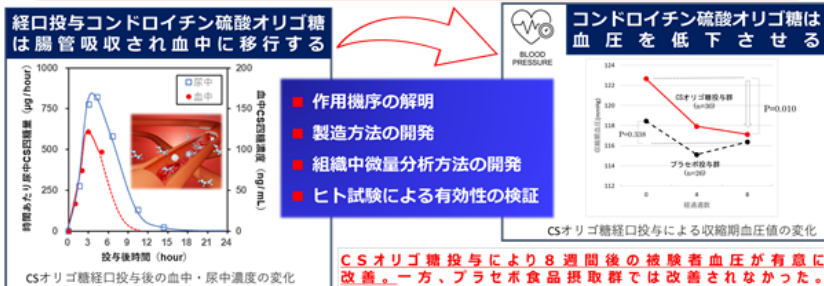 経口投与コンドロイチン硫酸オリゴ糖
は腸管吸収され血中に移行する
時間あたり尿中CS四糖量 (μg/hour)
1000
750
500
250
0
200
150
100
50
0
血中CS四糖濃度 (ng/mL)
尿中
血中
0 3 6 9 12 15 18 21 24
投与後時間 (hour)
CSオリゴ糖経口投与後の血中・尿中濃度の変化
■ 作用機序の解明
■ 製造方法の開発
■ 組織中微量分析方法の開発
■ ヒト試験による有効性の検証
BLOOD
PRESSURE
コンドロイチン硫酸オリゴ糖は
血圧を低下させる
収縮期血圧(mmHg)
124
122
120
118
116
114
112
CSオリゴ糖投与群
(n=30)
P=0.010
P=0.338
プラセボ投与群
(n=26)
0 4 8
経過週数
CSオリゴ糖経口投与による収縮期血圧値の変化
CSオリゴ糖投与により8週間後の被験者血圧が有意に
改善。一方、プラセボ食品摂取群では改善されなかった。